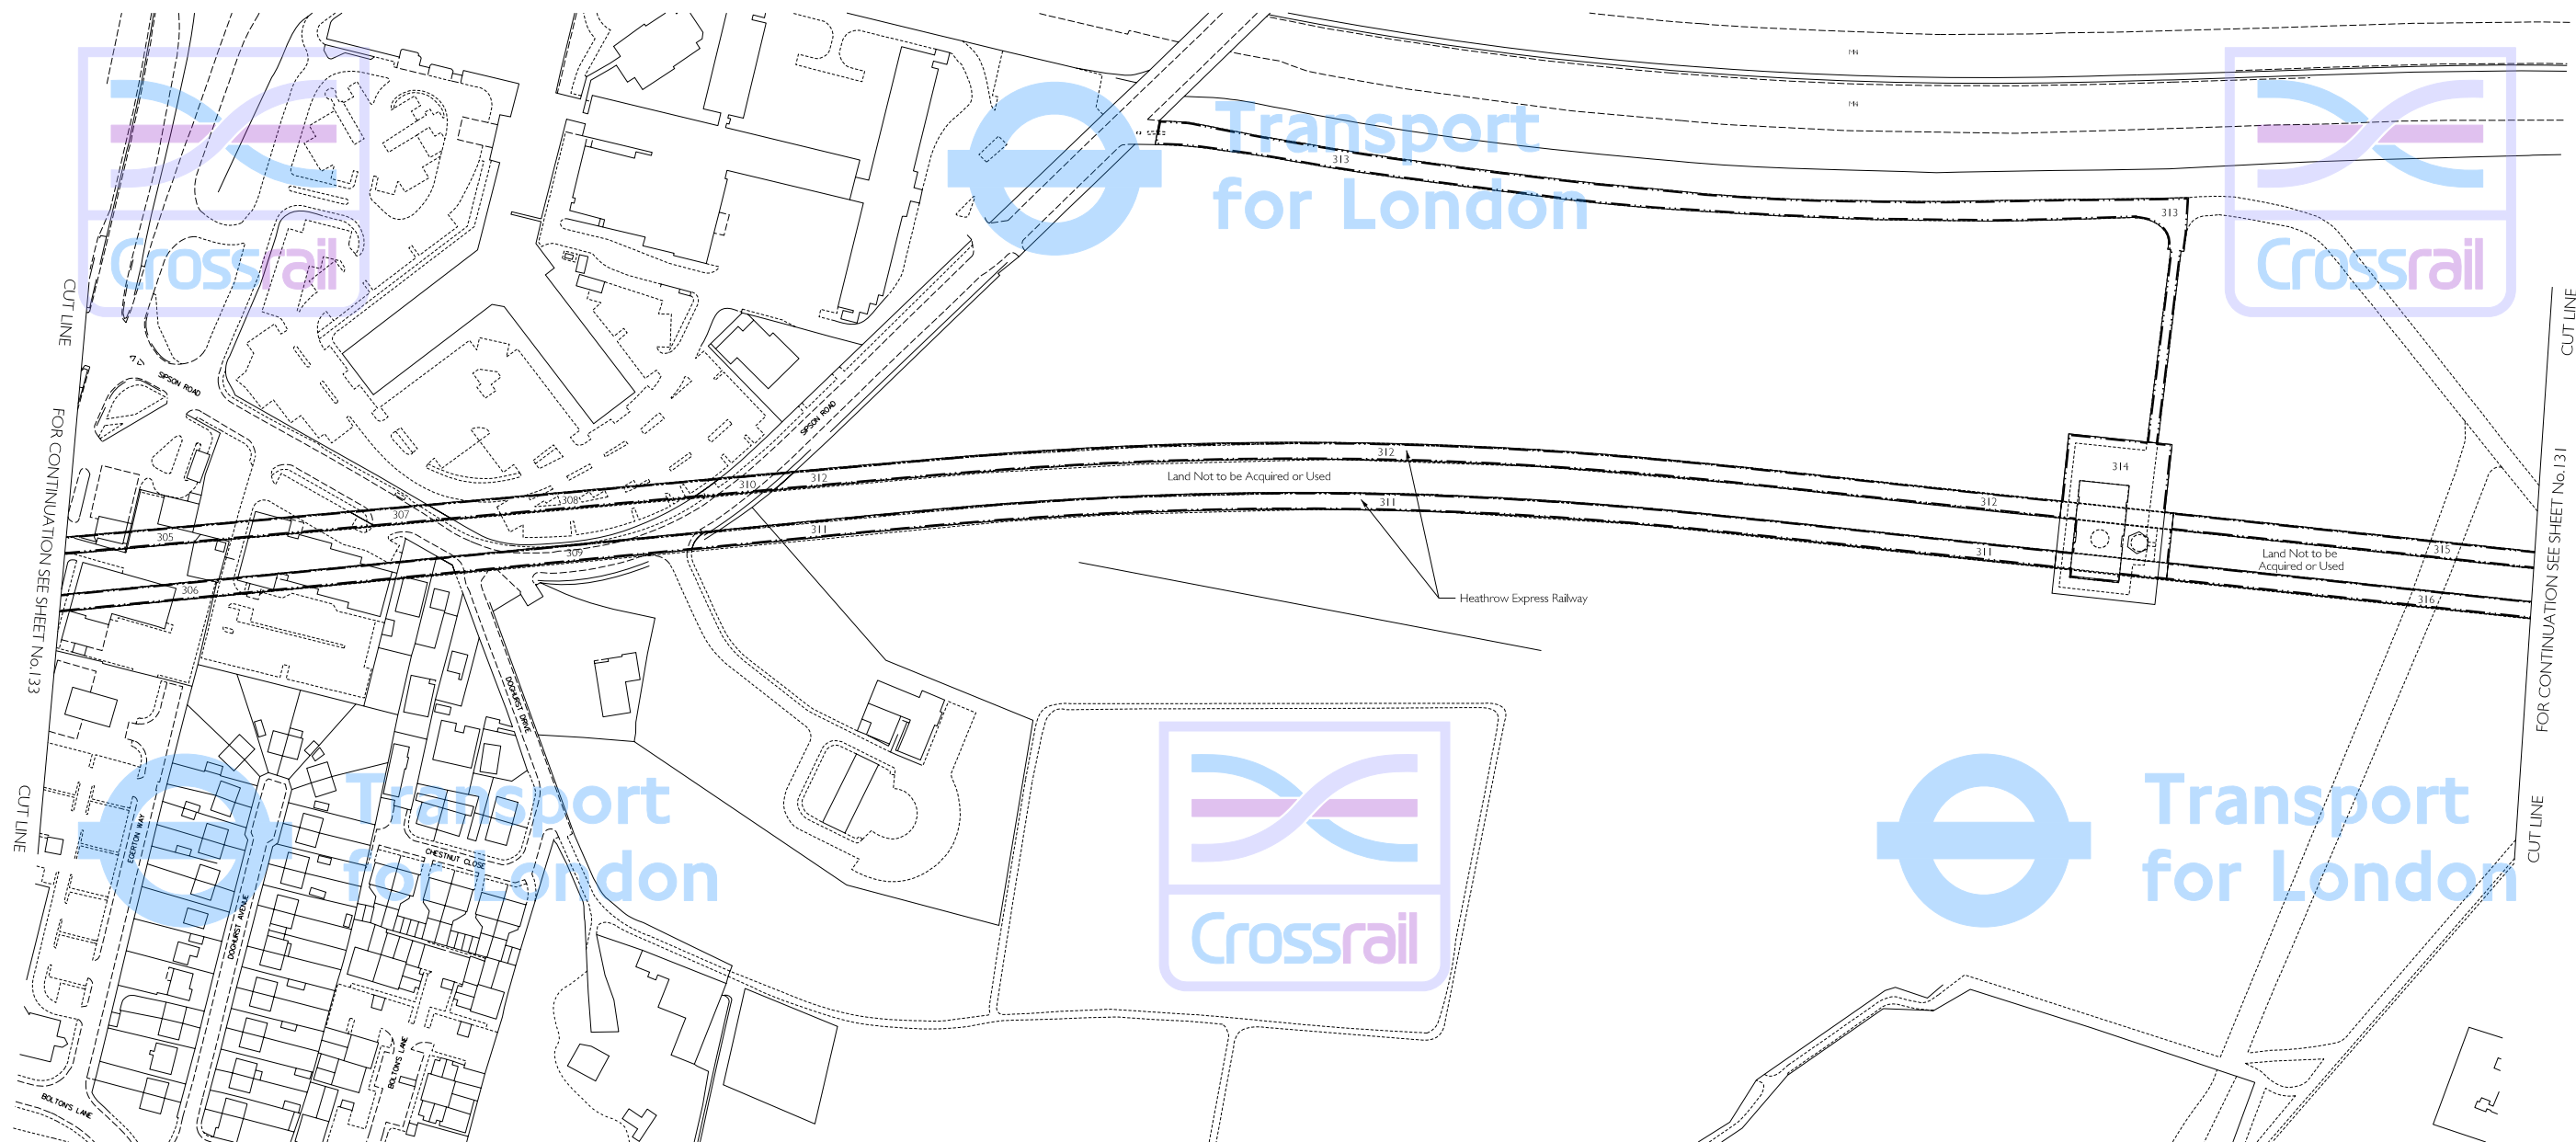 MH
MH
Transport
for London
Crossrail
Crossrail
313
313
CUT LINE
FOR CONTINUATION SEE SHEET No.133
CUT LINE
CUT LINE
FOR CONTINUATION SEE SHEET No.131
CUT LINE
SIPSON ROAD
SIPSON ROAD
312
Land Not to be Acquired or Used
314
310
312
308
307
312
305
311
311
309
311
Land Not to be
Acquired or Used
315
306
316
Heathrow Express Railway
DOGHURST DRIVE
Transport
for London
Crossrail
Transport
for London
EGERTON WAY
CHESTNUT CLOSE
DOGHURST AVENUE
BOLTON'S LANE
BOLTON'S LANE